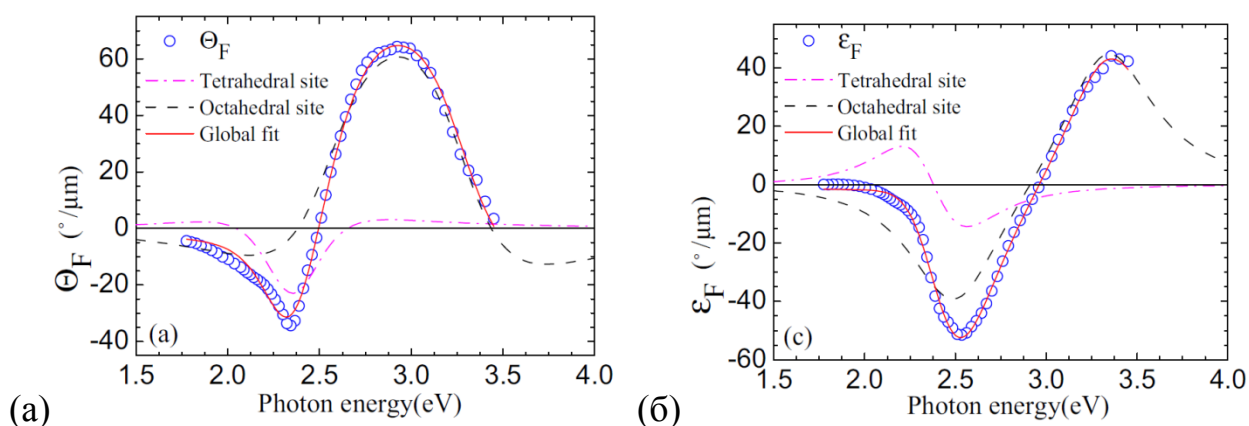 (a)
Θ_F
Tetrahedral site
Octahedral site
Global fit
Θ_F (°/μm)
60
40
20
0
-20
-40
(a)
1.5 2.0 2.5 3.0 3.5 4.0
Photon energy(eV)
(а)
ε_F
Tetrahedral site
Octahedral site
Global fit
ε_F (°/μm)
40
20
0
-20
-40
-60
(c)
1.5 2.0 2.5 3.0 3.5 4.0
Photon energy(eV)
(б)